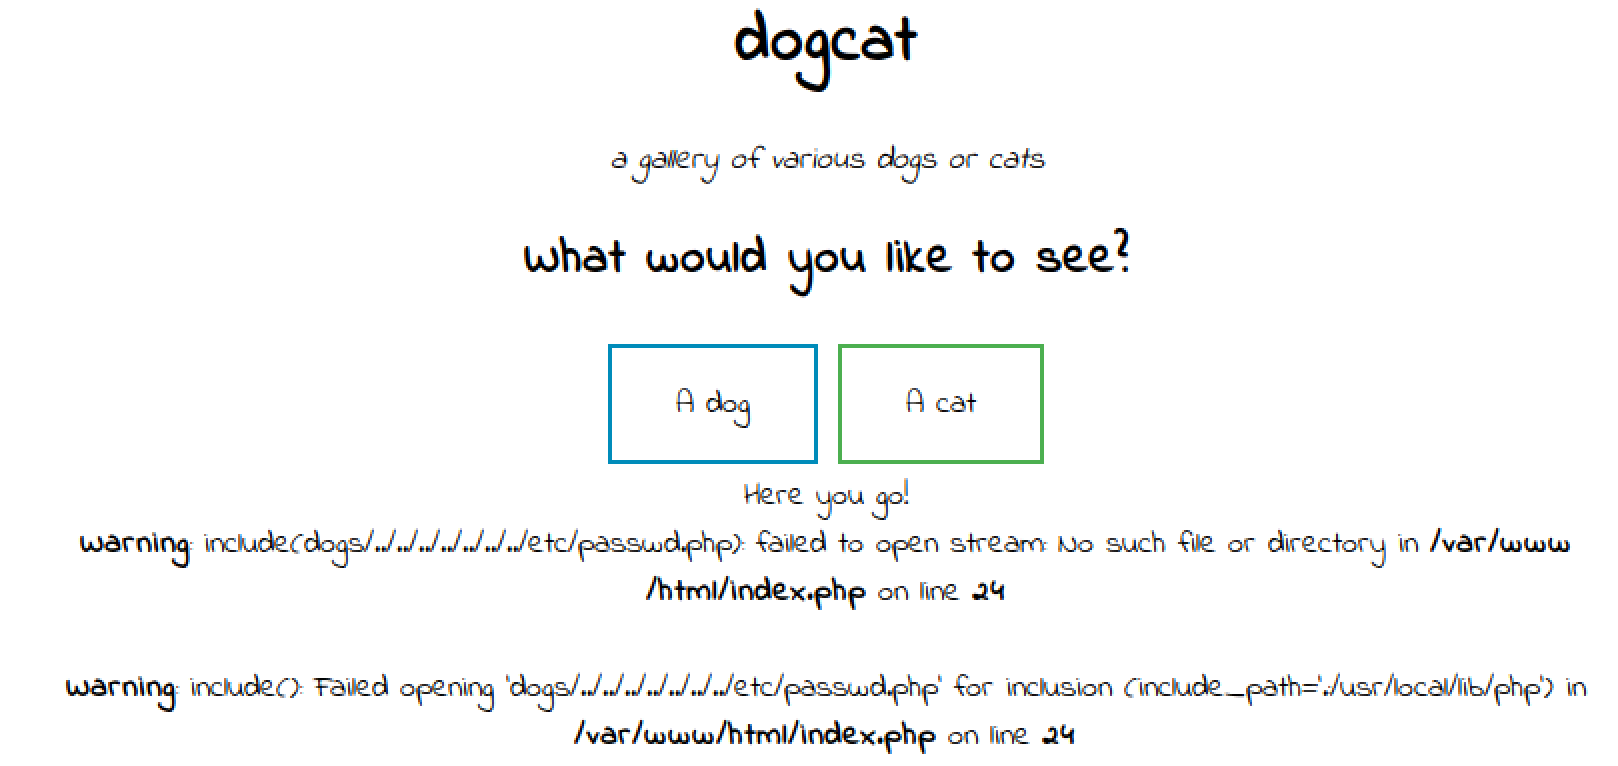 dogcat
a gallery of various dogs or cats
What would you like to see?
A dog
A cat
Here you go!
Warning: include(dogs/../../../../../../../etc/passwd.php): failed to open stream: No such file or directory in /var/www
/html/index.php on line 24
Warning: include(): Failed opening 'dogs/../../../../../../../etc/passwd.php' for inclusion (include_path='.:/usr/local/lib/php') in
/var/www/html/index.php on line 24